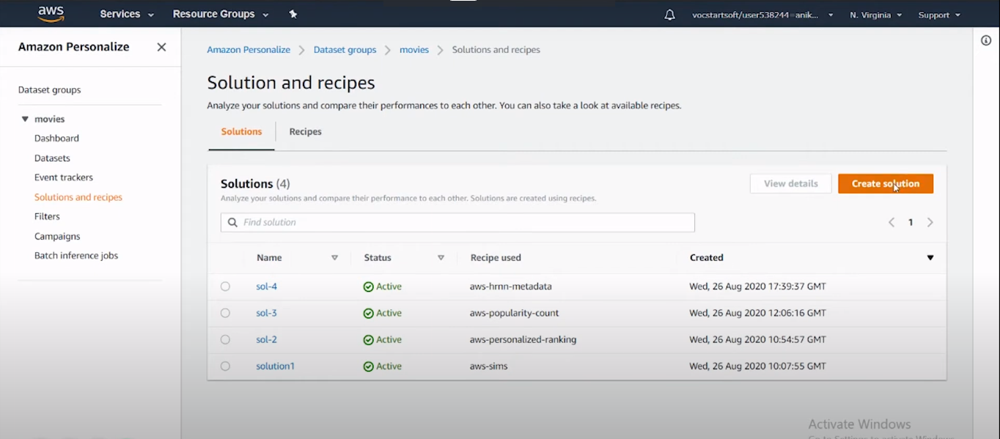 aws
Services
Resource Groups
vocstartsoft/user538244=anik...
N. Virginia
Support
Amazon Personalize
Dataset groups
movies
Dashboard
Datasets
Event trackers
Solutions and recipes
Filters
Campaigns
Batch inference jobs
Amazon Personalize > Dataset groups > movies > Solutions and recipes
Solution and recipes
Analyze your solutions and compare their performances to each other. You can also take a look at available recipes.
Solutions
Recipes
Solutions (4)
View details
Create solution
Analyze your solutions and compare their performance to each other. Solutions are created using recipes.
Find solution
1
Name Status Recipe used Created
sol-4 Active aws-hrnn-metadata Wed, 26 Aug 2020 17:39:37 GMT
sol-3 Active aws-popularity-count Wed, 26 Aug 2020 12:06:16 GMT
sol-2 Active aws-personalized-ranking Wed, 26 Aug 2020 10:54:57 GMT
solution1 Active aws-sims Wed, 26 Aug 2020 10:07:55 GMT
Activate Windows